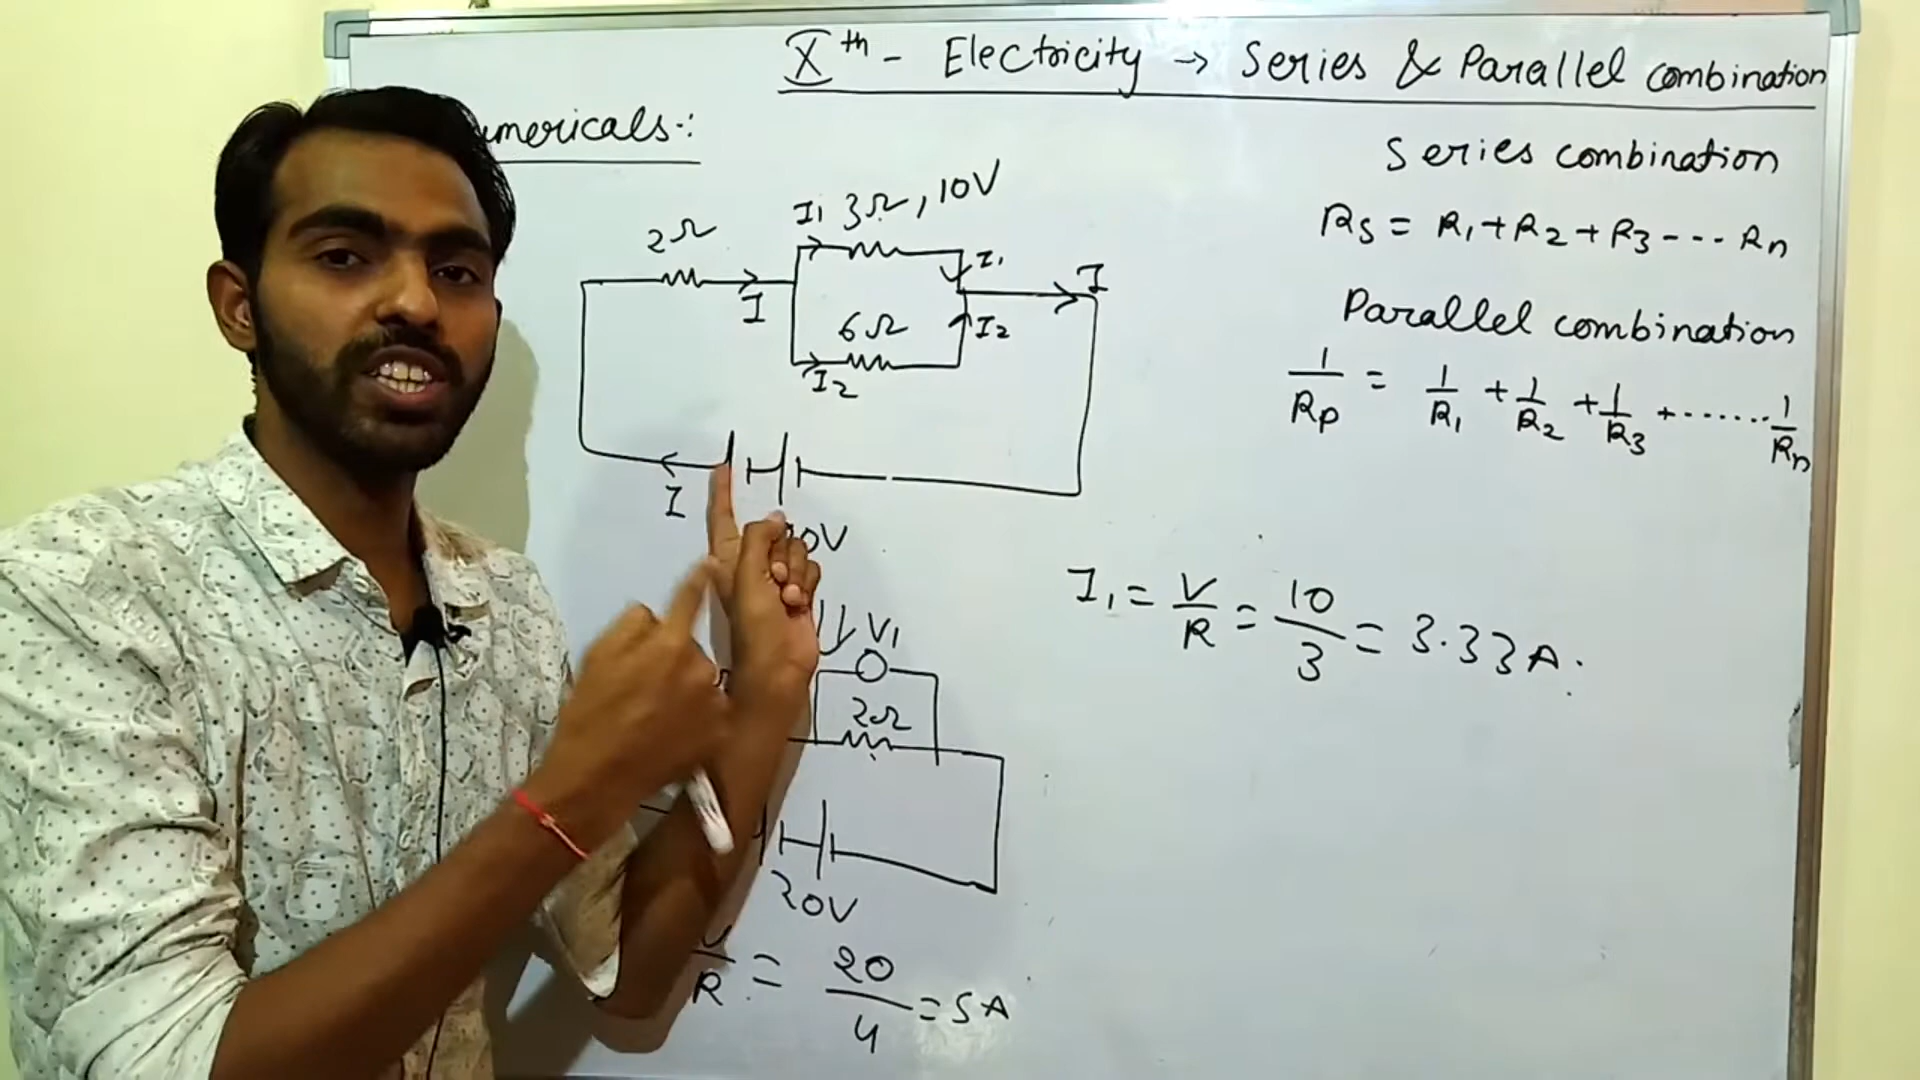 Xth - Electricity → Series & Parallel combination
Series combination
Rs = R1 + R2 + R3 --- Rn
Parallel combination
1/Rp = 1/R1 + 1/R2 + 1/R3 + ....... 1/Rn
2Ω
I1 3Ω, 10V
I
I1
I
6Ω
I2
I2
I
I1 = V/R = 10/3 = 3.33 A.
V1
2Ω
20V
R = 20/4 = 5A